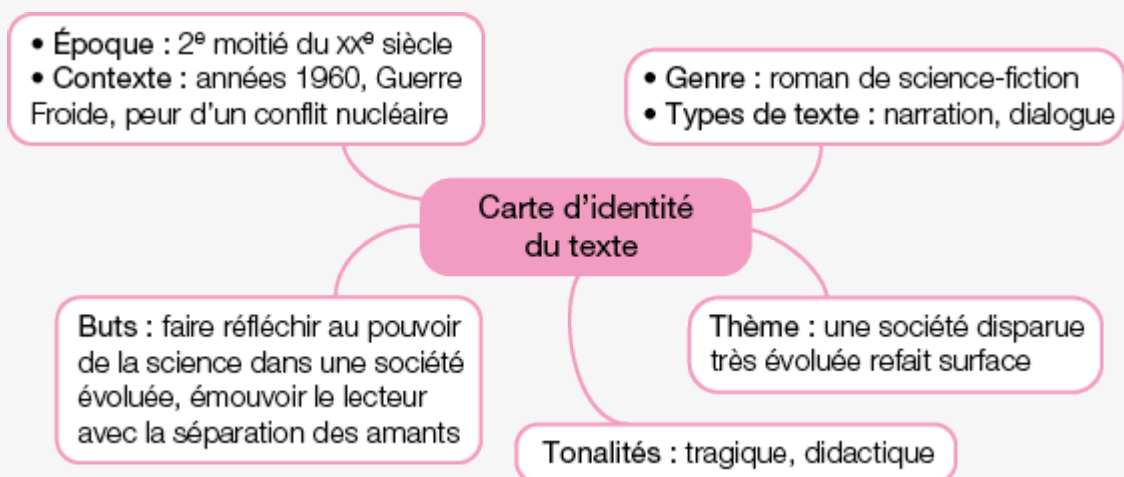 • Époque : 2e moitié du XXe siècle
• Contexte : années 1960, Guerre
Froide, peur d'un conflit nucléaire
• Genre : roman de science-fiction
• Types de texte : narration, dialogue
Carte d'identité
du texte
Buts : faire réfléchir au pouvoir
de la science dans une société
évoluée, émouvoir le lecteur
avec la séparation des amants
Thème : une société disparue
très évoluée refait surface
Tonalités : tragique, didactique